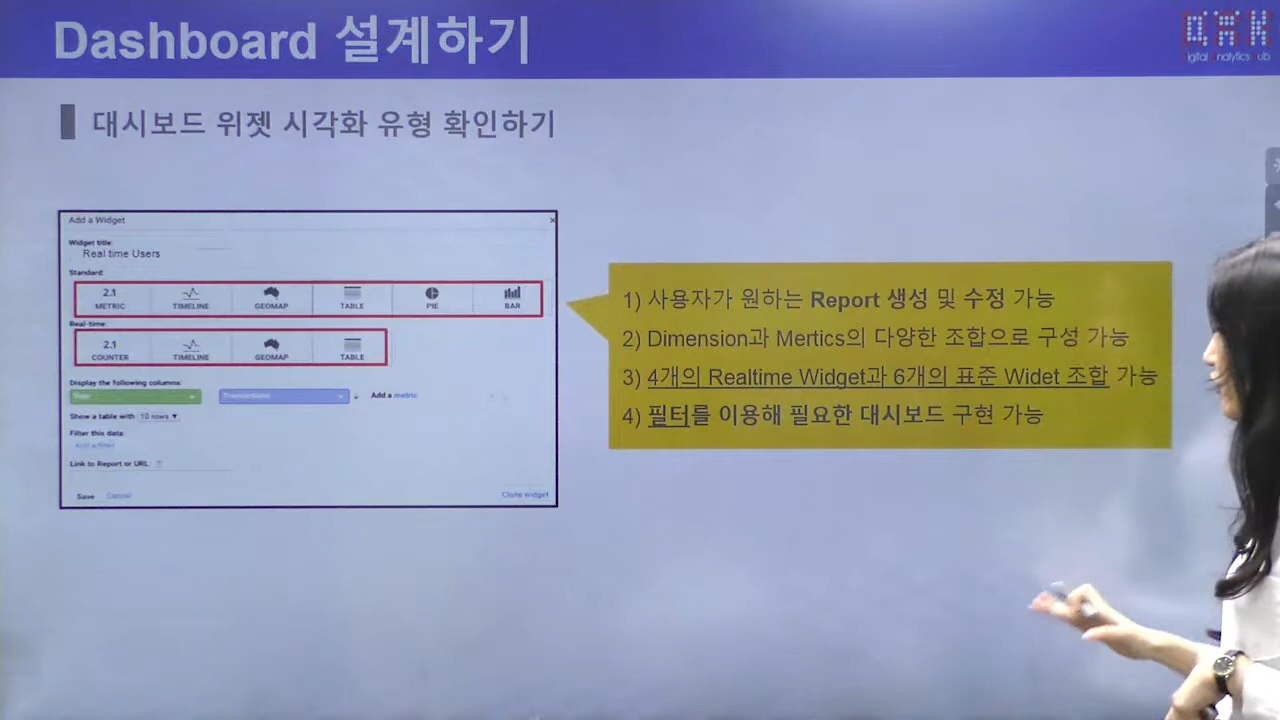 Dashboard 설계하기
igital nalytics ub
대시보드 위젯 시각화 유형 확인하기
Add a Widget
×
Widget title:
Real time Users
Standard:
2.1
METRIC TIMELINE GEOMAP TABLE PIE BAR
Real-time:
2.1
COUNTER TIMELINE GEOMAP TABLE
Display the following columns:
Add a metric
Show a table with 10 rows ▼
Filter this data:
Add a filter
Link to Report or URL:
Save Cancel Clone widget
1) 사용자가 원하는 Report 생성 및 수정 가능
2) Dimension과 Mertics의 다양한 조합으로 구성 가능
3) 4개의 Realtime Widget과 6개의 표준 Widet 조합 가능
4) 필터를 이용해 필요한 대시보드 구현 가능